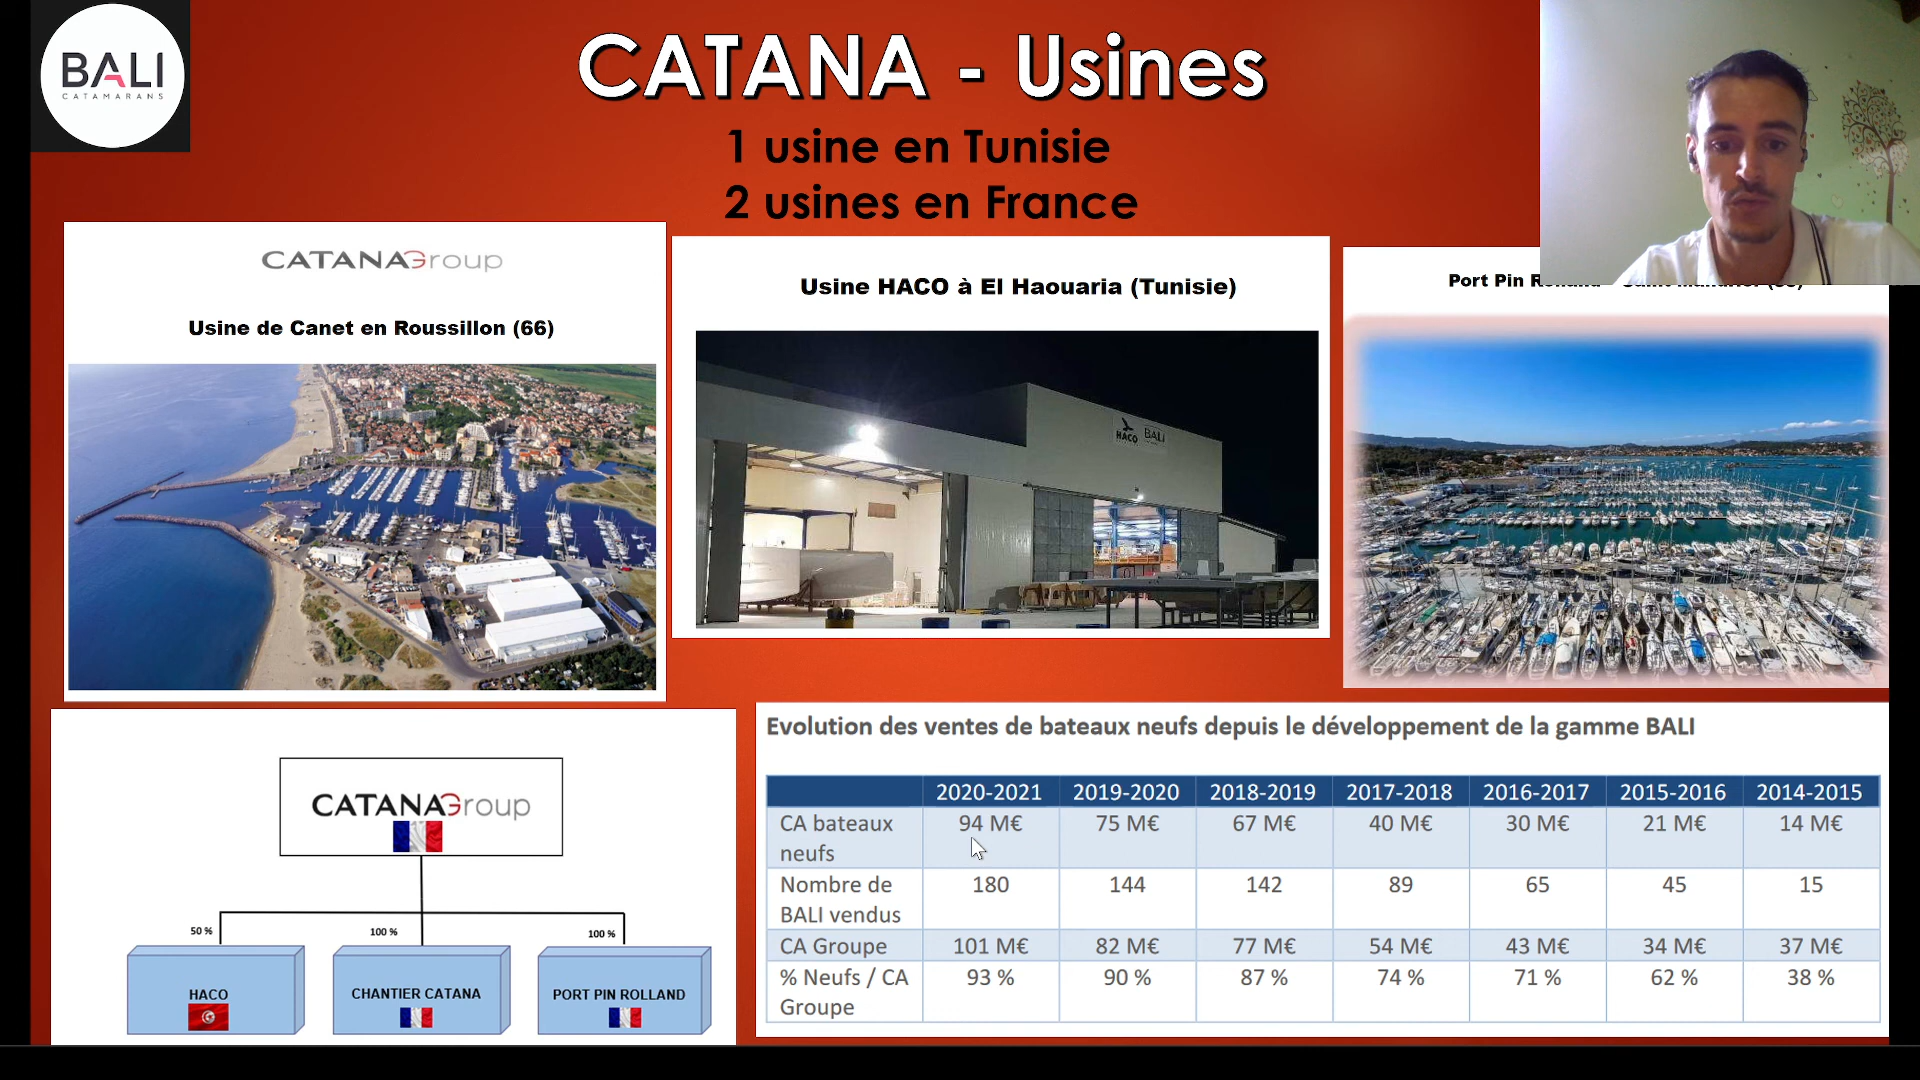 BALI
CATAMARANS
CATANA - Usines
1 usine en Tunisie
2 usines en France
CATANAGroup
Usine de Canet en Roussillon (66)
Usine HACO à El Haouaria (Tunisie)
HACO BALI
Port Pin
CATANAGroup
50 %
100 %
100 %
HACO
CHANTIER CATANA
PORT PIN ROLLAND
Evolution des ventes de bateaux neufs depuis le développement de la gamme BALI
2020-2021 2019-2020 2018-2019 2017-2018 2016-2017 2015-2016 2014-2015
CA bateaux neufs 94 M€ 75 M€ 67 M€ 40 M€ 30 M€ 21 M€ 14 M€
Nombre de BALI vendus 180 144 142 89 65 45 15
CA Groupe 101 M€ 82 M€ 77 M€ 54 M€ 43 M€ 34 M€ 37 M€
% Neufs / CA Groupe 93 % 90 % 87 % 74 % 71 % 62 % 38 %